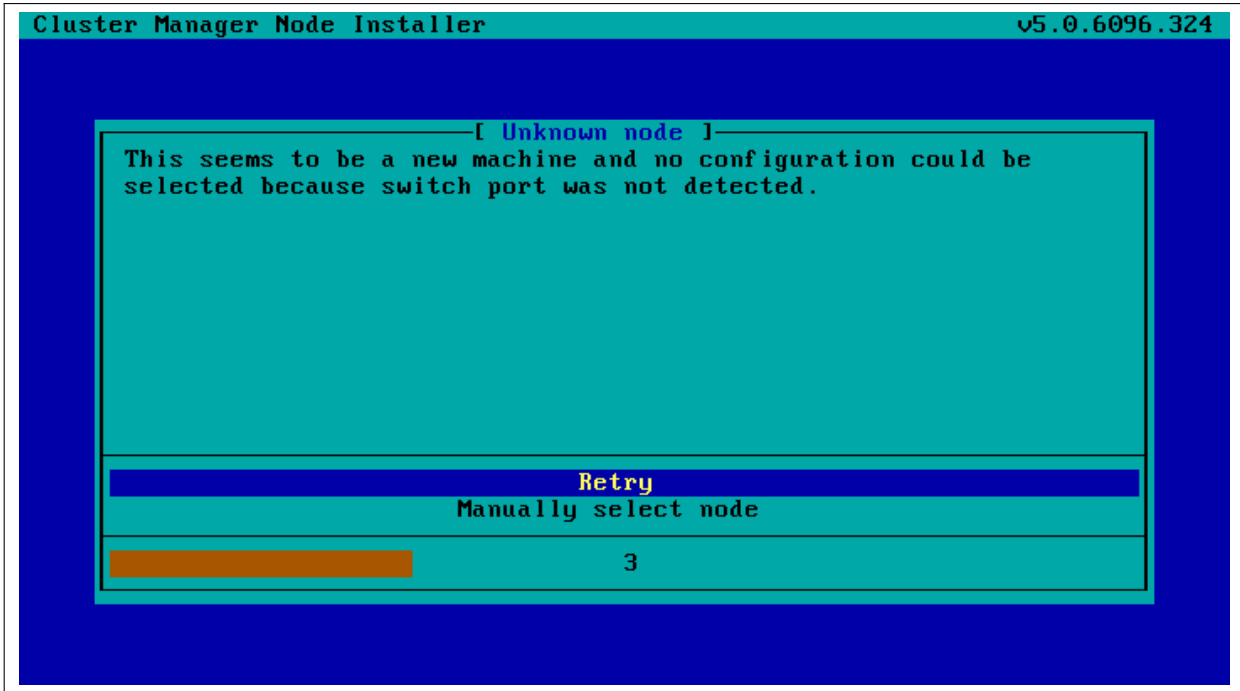 Cluster Manager Node Installer v5.0.6096.324
[ Unknown node ]
This seems to be a new machine and no configuration could be
selected because switch port was not detected.
Retry
Manually select node
3